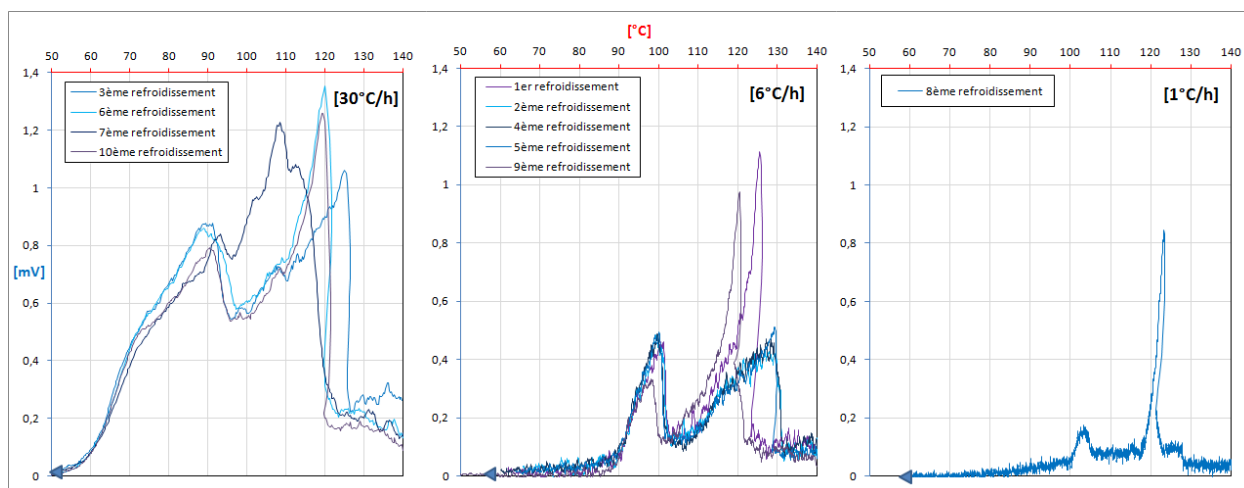 [°C]
50 60 70 80 90 100 110 120 130 140
50 60 70 80 90 100 110 120 130 140
50 60 70 80 90 100 110 120 130 140
1,4
1,2
1
0,8
[mV]
0,6
0,4
0,2
0
3ème refroidissement
6ème refroidissement
7ème refroidissement
10ème refroidissement
[30°C/h]
1,4
1,2
1
0,8
0,6
0,4
0,2
0
1er refroidissement
2ème refroidissement
4ème refroidissement
5ème refroidissement
9ème refroidissement
[6°C/h]
1,4
1,2
1
0,8
0,6
0,4
0,2
0
8ème refroidissement
[1°C/h]